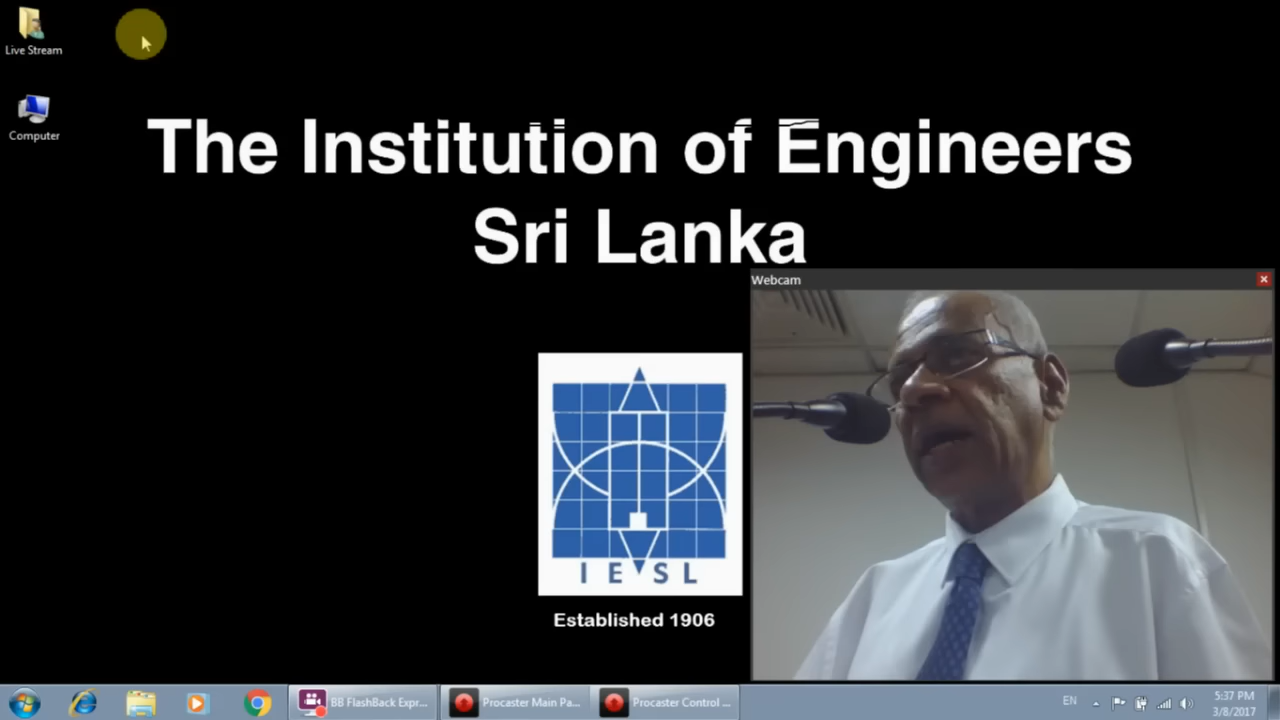 Live Stream
Computer
The Institution of Engineers
Sri Lanka
Webcam
IESL
Established 1906
BB FlashBack Expr...
Procaster Main Pa...
Procaster Control ...
EN
5:37 PM
3/8/2017